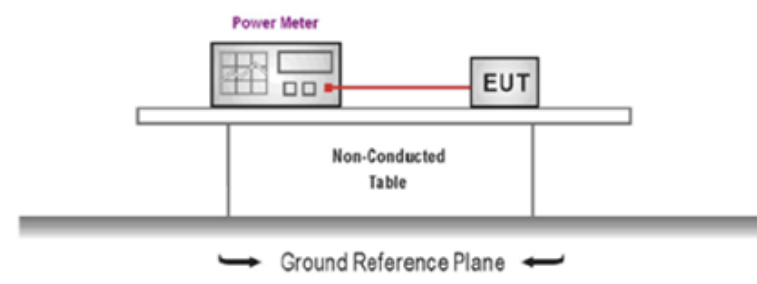 Power Meter
EUT
Non-Conducted
Table
Ground Reference Plane